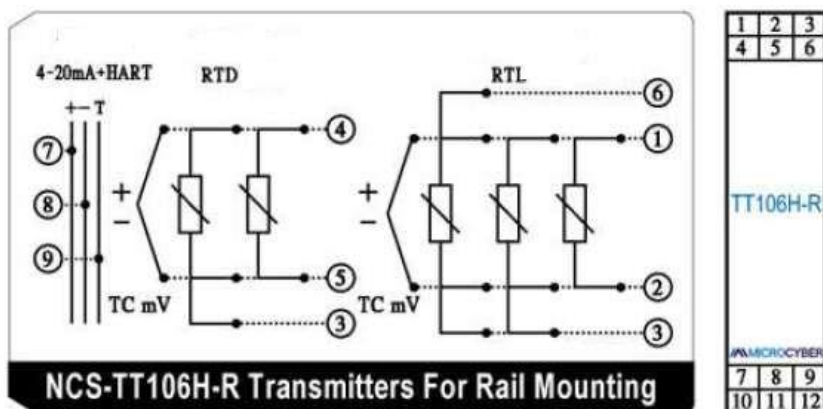 4-20mA+HART RTD RTL
+ - T
7
8
9
+
-
TC mV
4
5
3
+
-
TC mV
6
1
2
3
NCS-TT106H-R Transmitters For Rail Mounting
1 2 3
4 5 6
TT106H-R
MICROCYBER
7 8 9
10 11 12